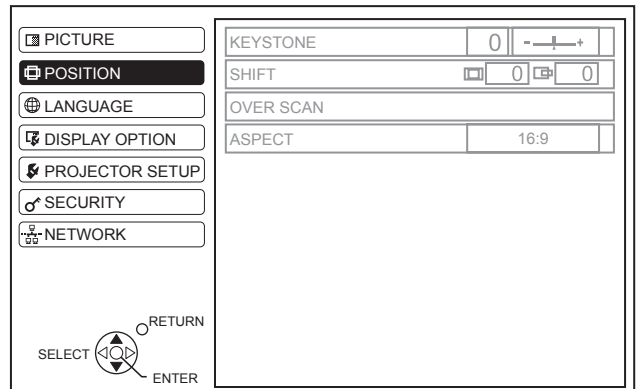 PICTURE
POSITION
LANGUAGE
DISPLAY OPTION
PROJECTOR SETUP
SECURITY
NETWORK
RETURN
SELECT
ENTER
KEYSTONE 0 - +
SHIFT 0 0
OVER SCAN
ASPECT 16:9